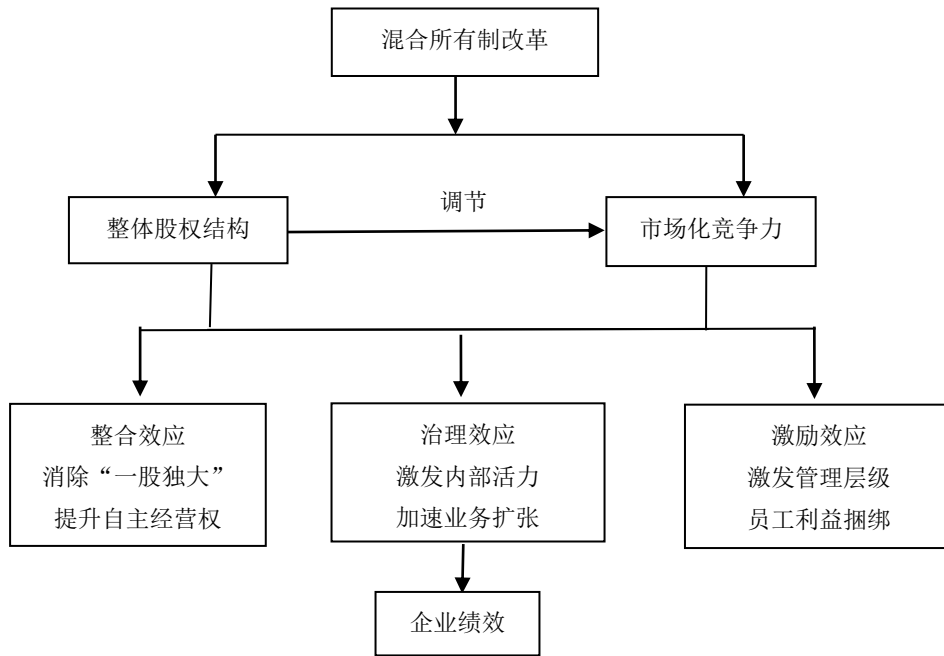 混合所有制改革
调节
整体股权结构
市场化竞争力
整合效应
消除“一股独大”
提升自主经营权
治理效应
激发内部活力
加速业务扩张
激励效应
激发管理层级
员工利益捆绑
企业绩效